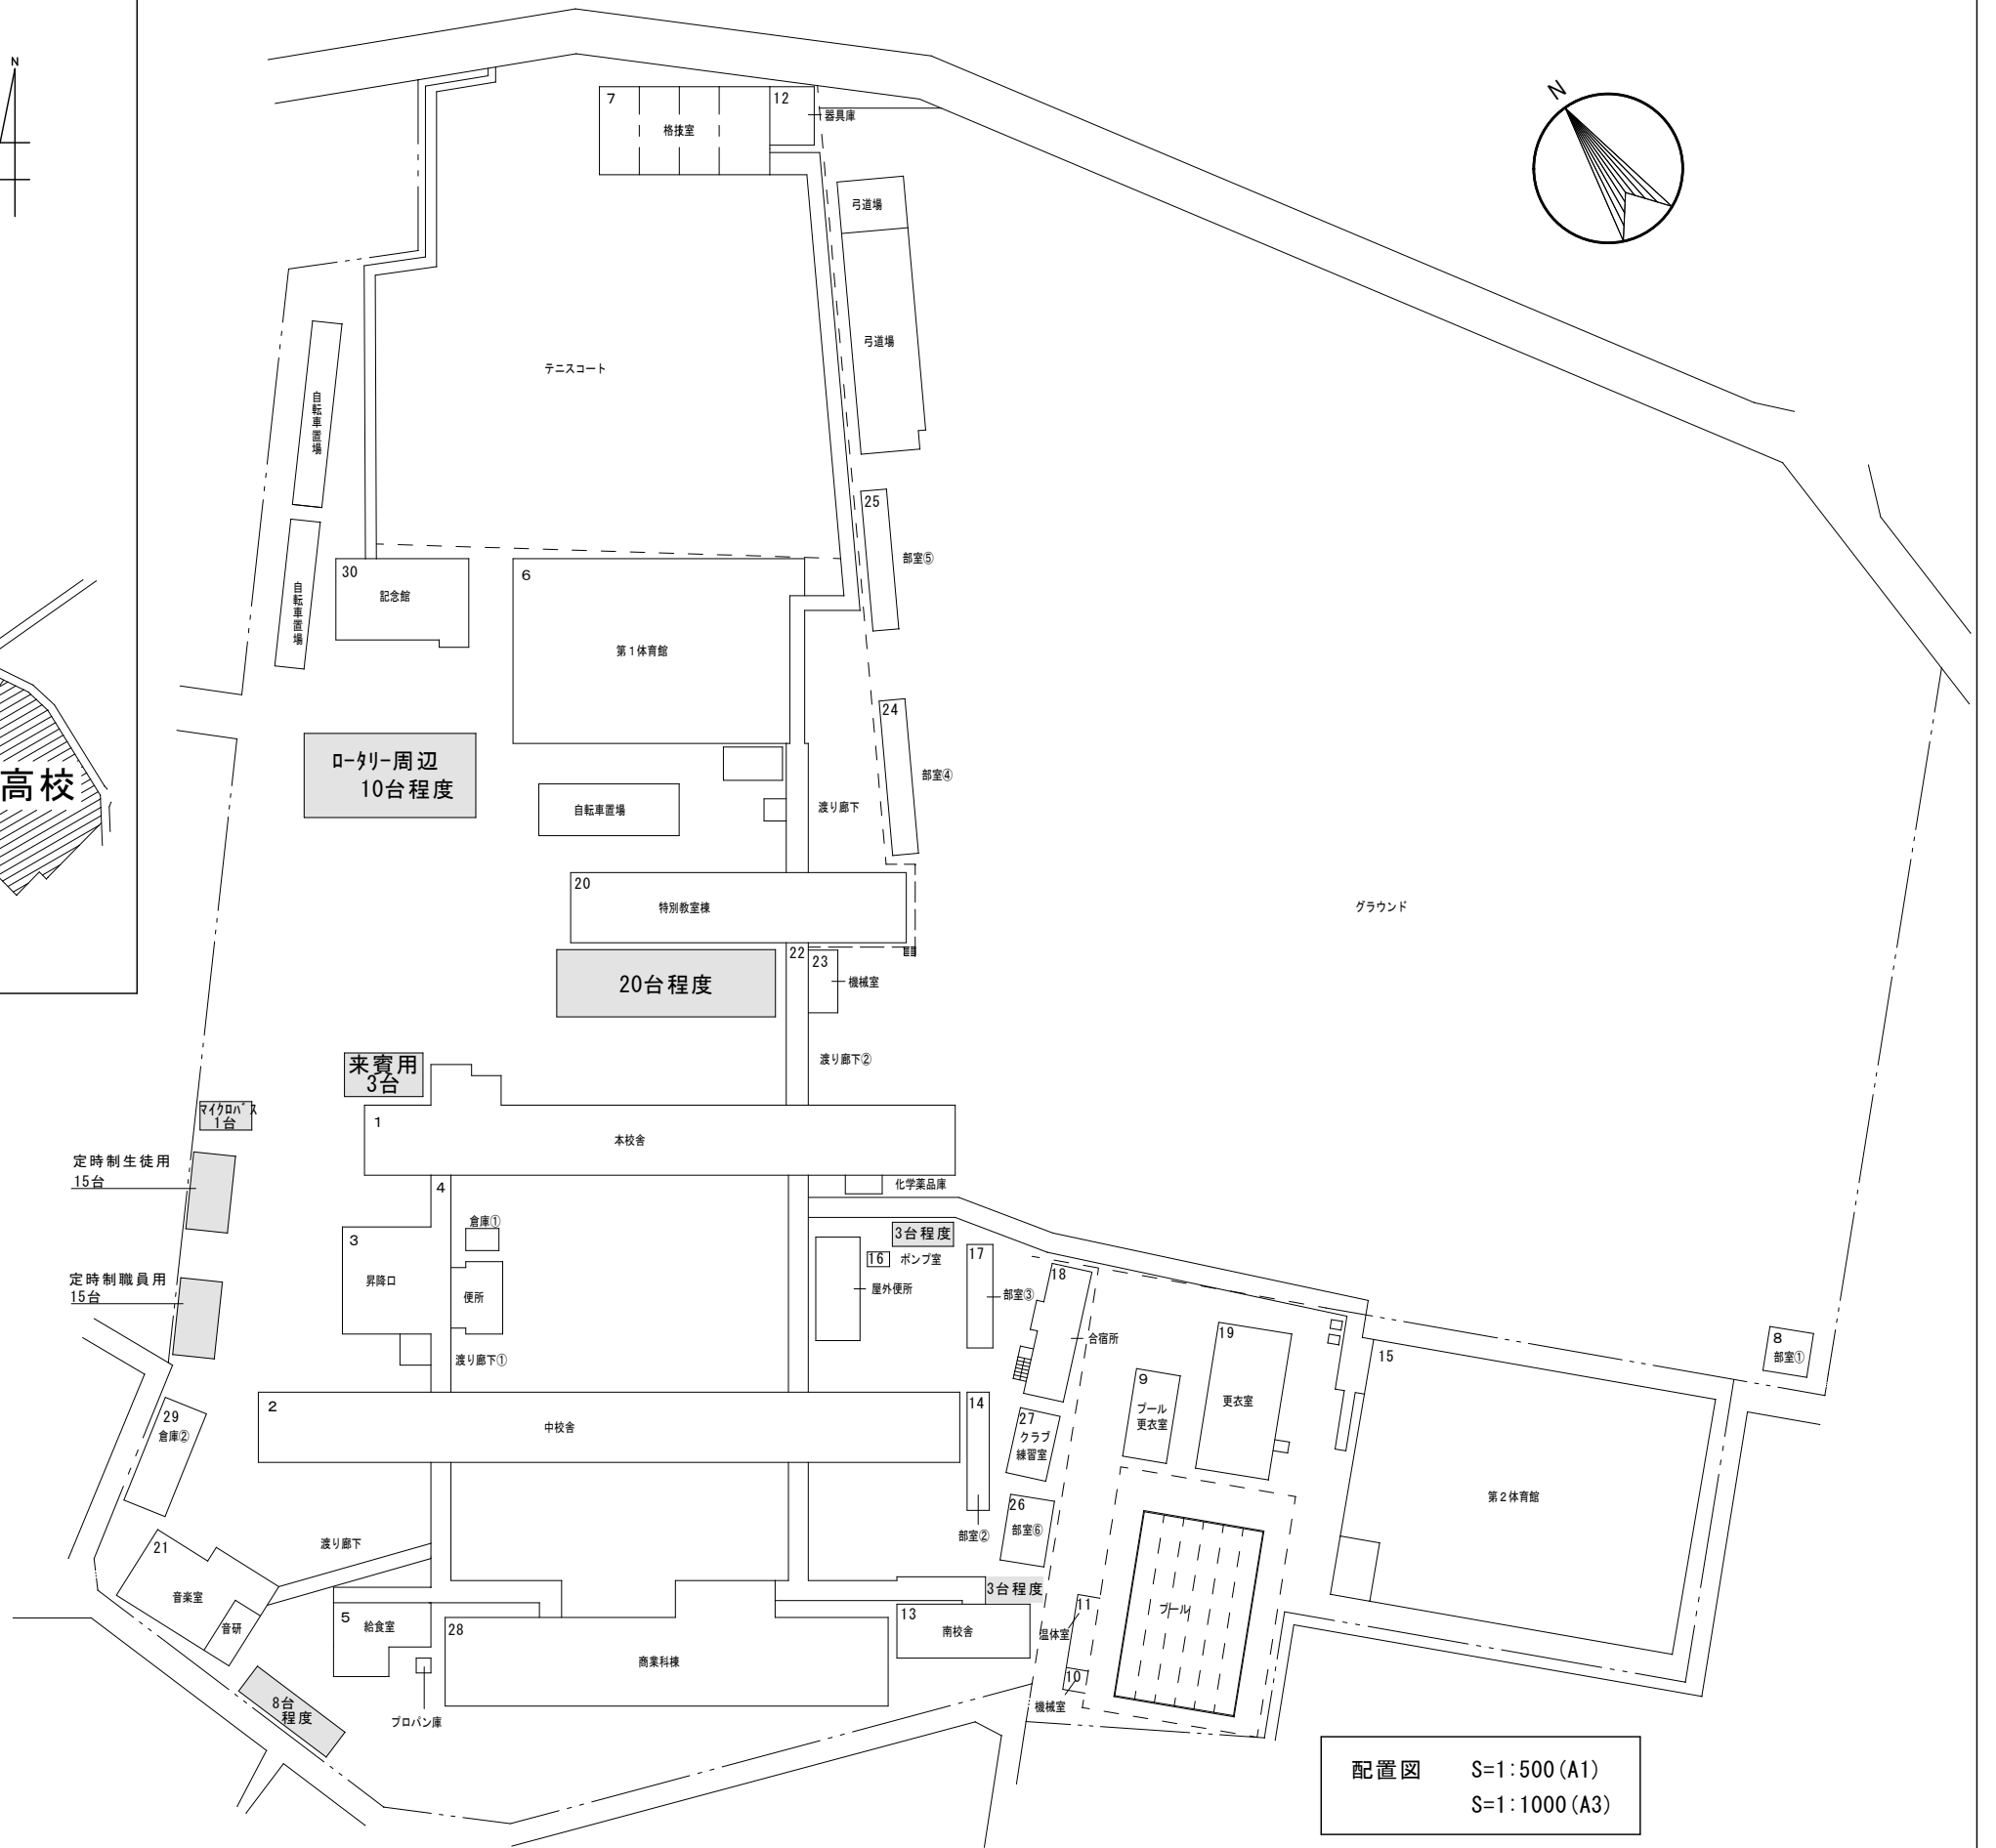 N
高校
N
7
格技室
12
器具庫
弓道場
弓道場
テニスコート
自転車置場
自転車置場
25
部室⑤
30
記念館
6
第1体育館
24
部室④
ﾛｰﾀﾘｰ周辺
10台程度
自転車置場
渡り廊下
20
特別教室棟
グラウンド
20台程度
22
23
機械室
渡り廊下②
来賓用
3台
ﾏｲｸﾛﾊﾞｽ
1台
1
本校舎
定時制生徒用
15台
4
化学薬品庫
倉庫①
3
昇降口
便所
3台程度
16
ポンプ室
屋外便所
17
部室③
18
合宿所
定時制職員用
15台
渡り廊下①
19
更衣室
9
プール
更衣室
15
8
部室①
2
中校舎
14
部室②
27
クラブ
練習室
29
倉庫②
第2体育館
26
部室⑥
21
音楽室
音研
渡り廊下
5
給食室
28
商業科棟
3台程度
13
南校舎
11
温体室
10
機械室
プール
8台
程度
プロパン庫
配置図 S=1:500(A1)
S=1:1000(A3)